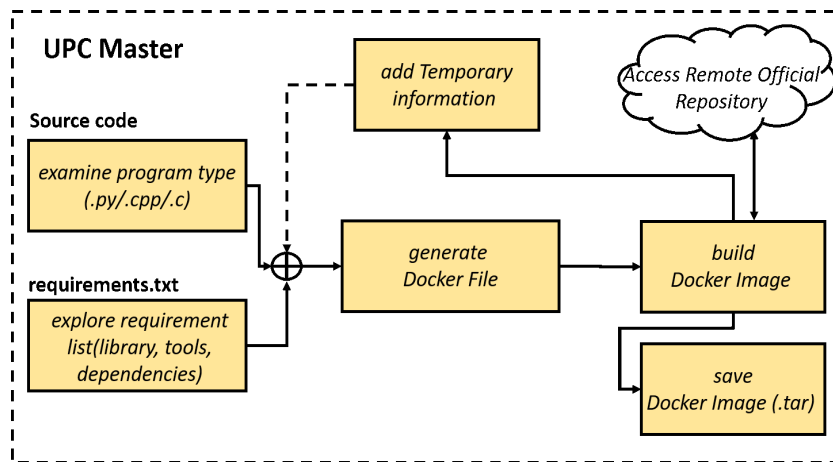 UPC Master
add Temporary
information
Access Remote Official
Repository
Source code
examine program type
(.py/.cpp/.c)
generate
Docker File
build
Docker Image
requirements.txt
explore requirement
list(library, tools,
dependencies)
save
Docker Image (.tar)